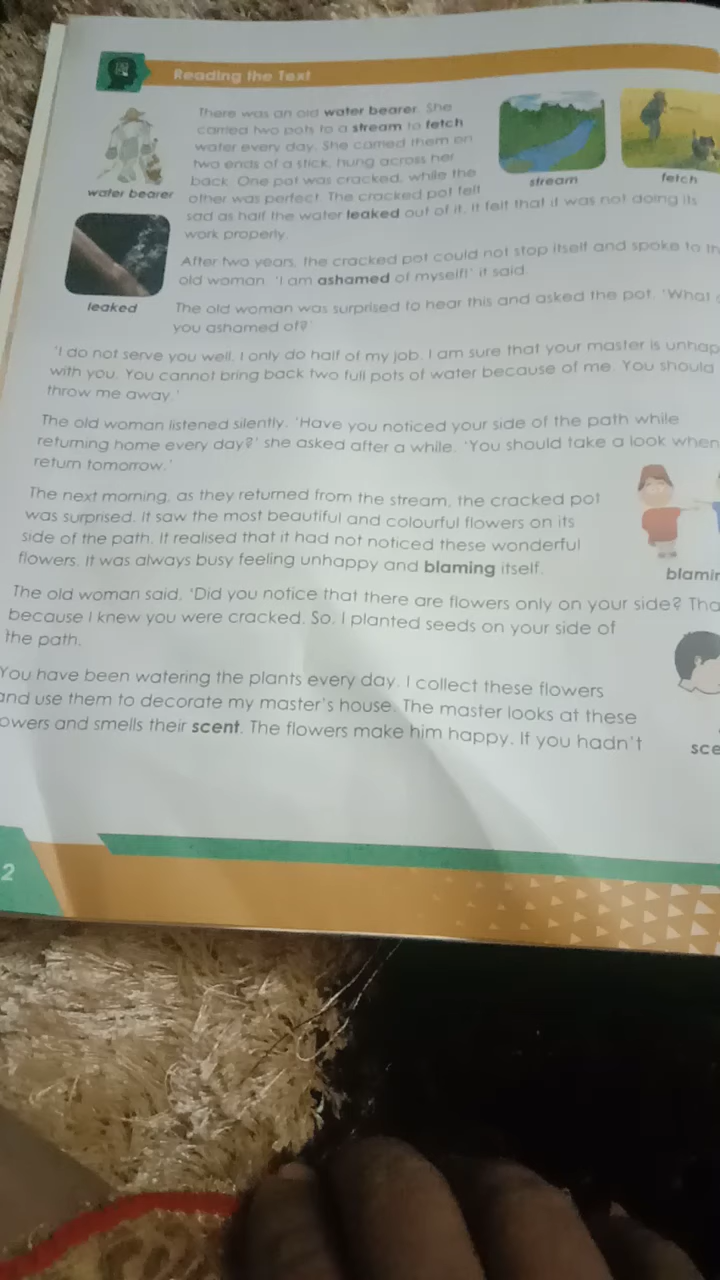 Reading the Text
There was an old water bearer. She
carried two pots to a stream to fetch
water every day. She carried them on
two ends of a stick, hung across her
back. One pot was cracked, while the
other was perfect. The cracked pot felt
sad as half the water leaked out of it. It felt that it was not doing its
work properly.
water bearer
stream
fetch
After two years, the cracked pot could not stop itself and spoke to
old woman. 'I am ashamed of myself!' it said.
leaked
The old woman was surprised to hear this and asked the pot, 'What
you ashamed of?'
'I do not serve you well. I only do half of my job. I am sure that your master is
with you. You cannot bring back two full pots of water because of me. You should
throw me away.'
The old woman listened silently. 'Have you noticed your side of the path while
returning home every day?' she asked after a while. 'You should take a look when
return tomorrow.'
The next morning, as they returned from the stream, the cracked pot
was surprised. It saw the most beautiful and colourful flowers on its
side of the path. It realised that it had not noticed these wonderful
flowers. It was always busy feeling unhappy and blaming itself.
blamin
The old woman said, 'Did you notice that there are flowers only on your side? Tha
because I knew you were cracked. So, I planted seeds on your side of
the path.
You have been watering the plants every day. I collect these flowers
and use them to decorate my master's house. The master looks at these
owers and smells their scent. The flowers make him happy. If you hadn't
sce
2